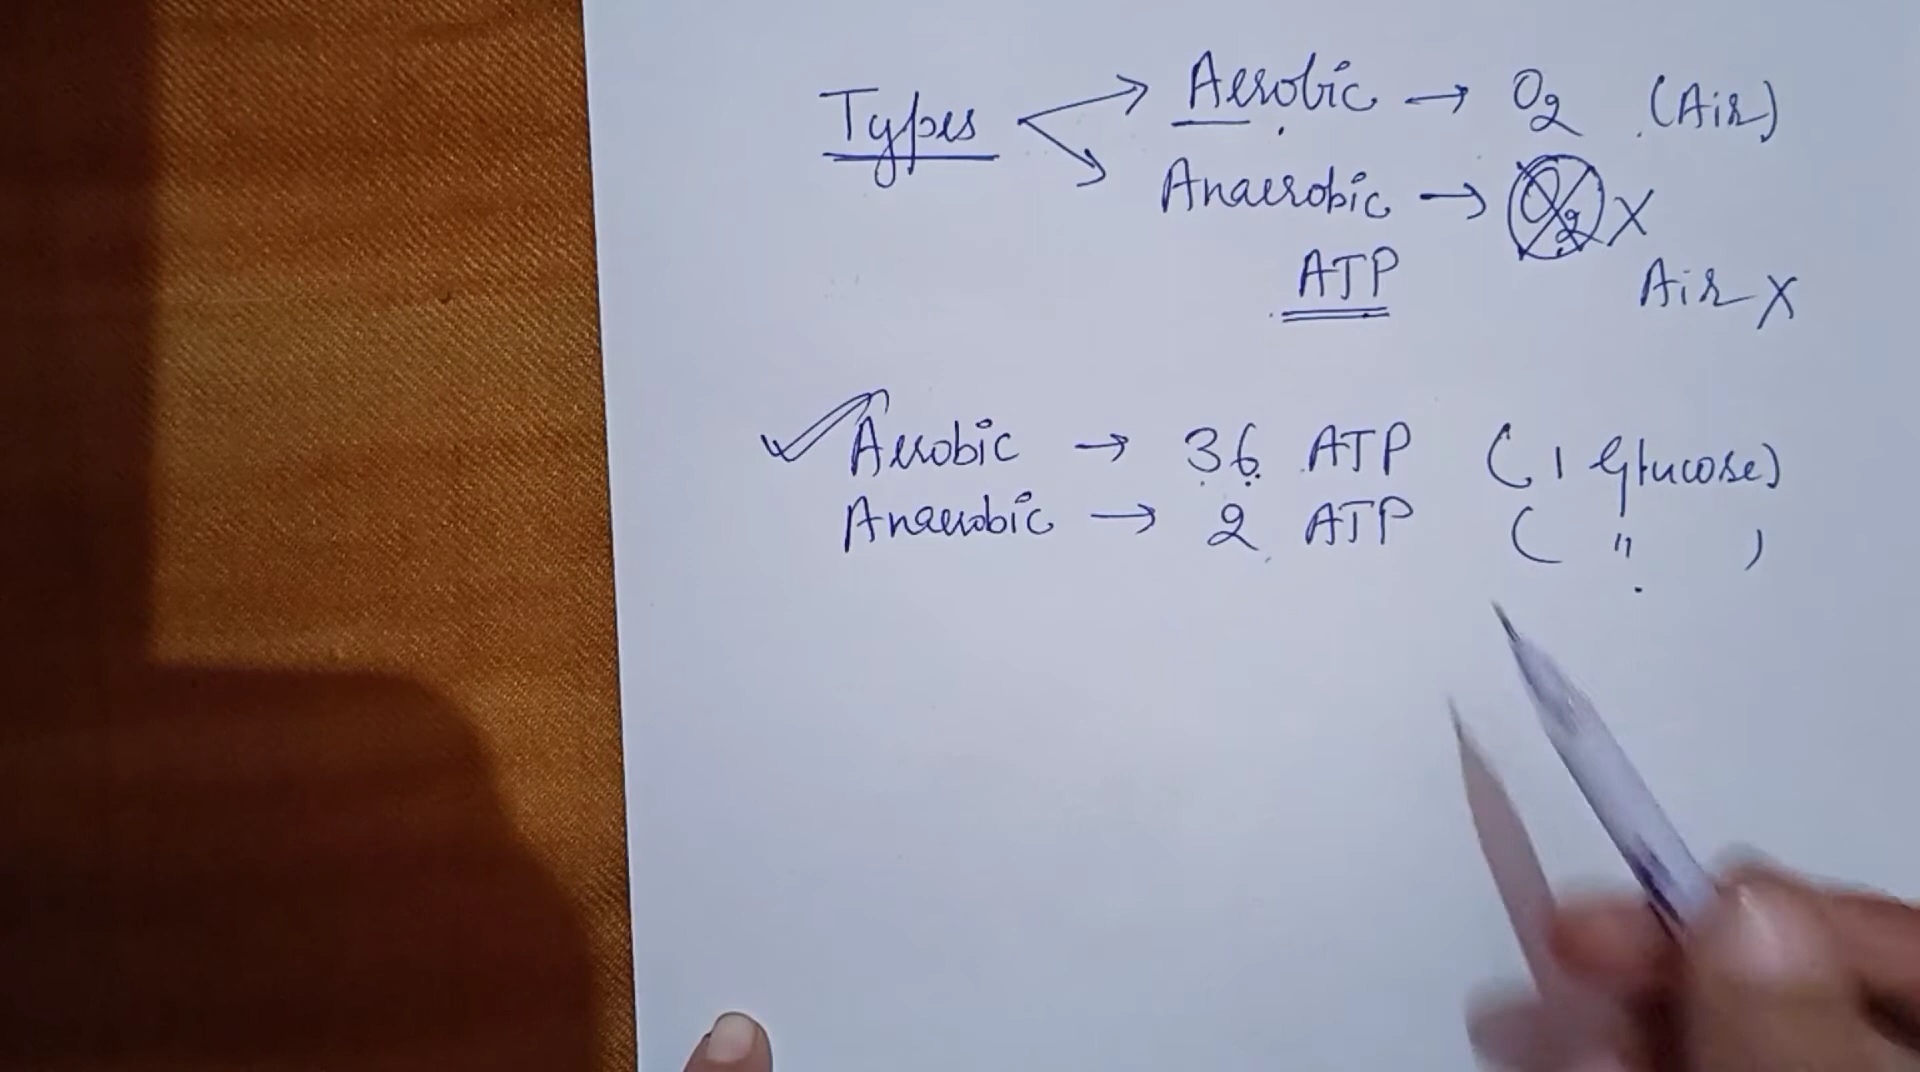 Types → Aerobic → O2 (Air)
→ Anaerobic → O2 X
ATP Air X
Aerobic → 36 ATP (1 Glucose)
Anaerobic → 2 ATP ( " )